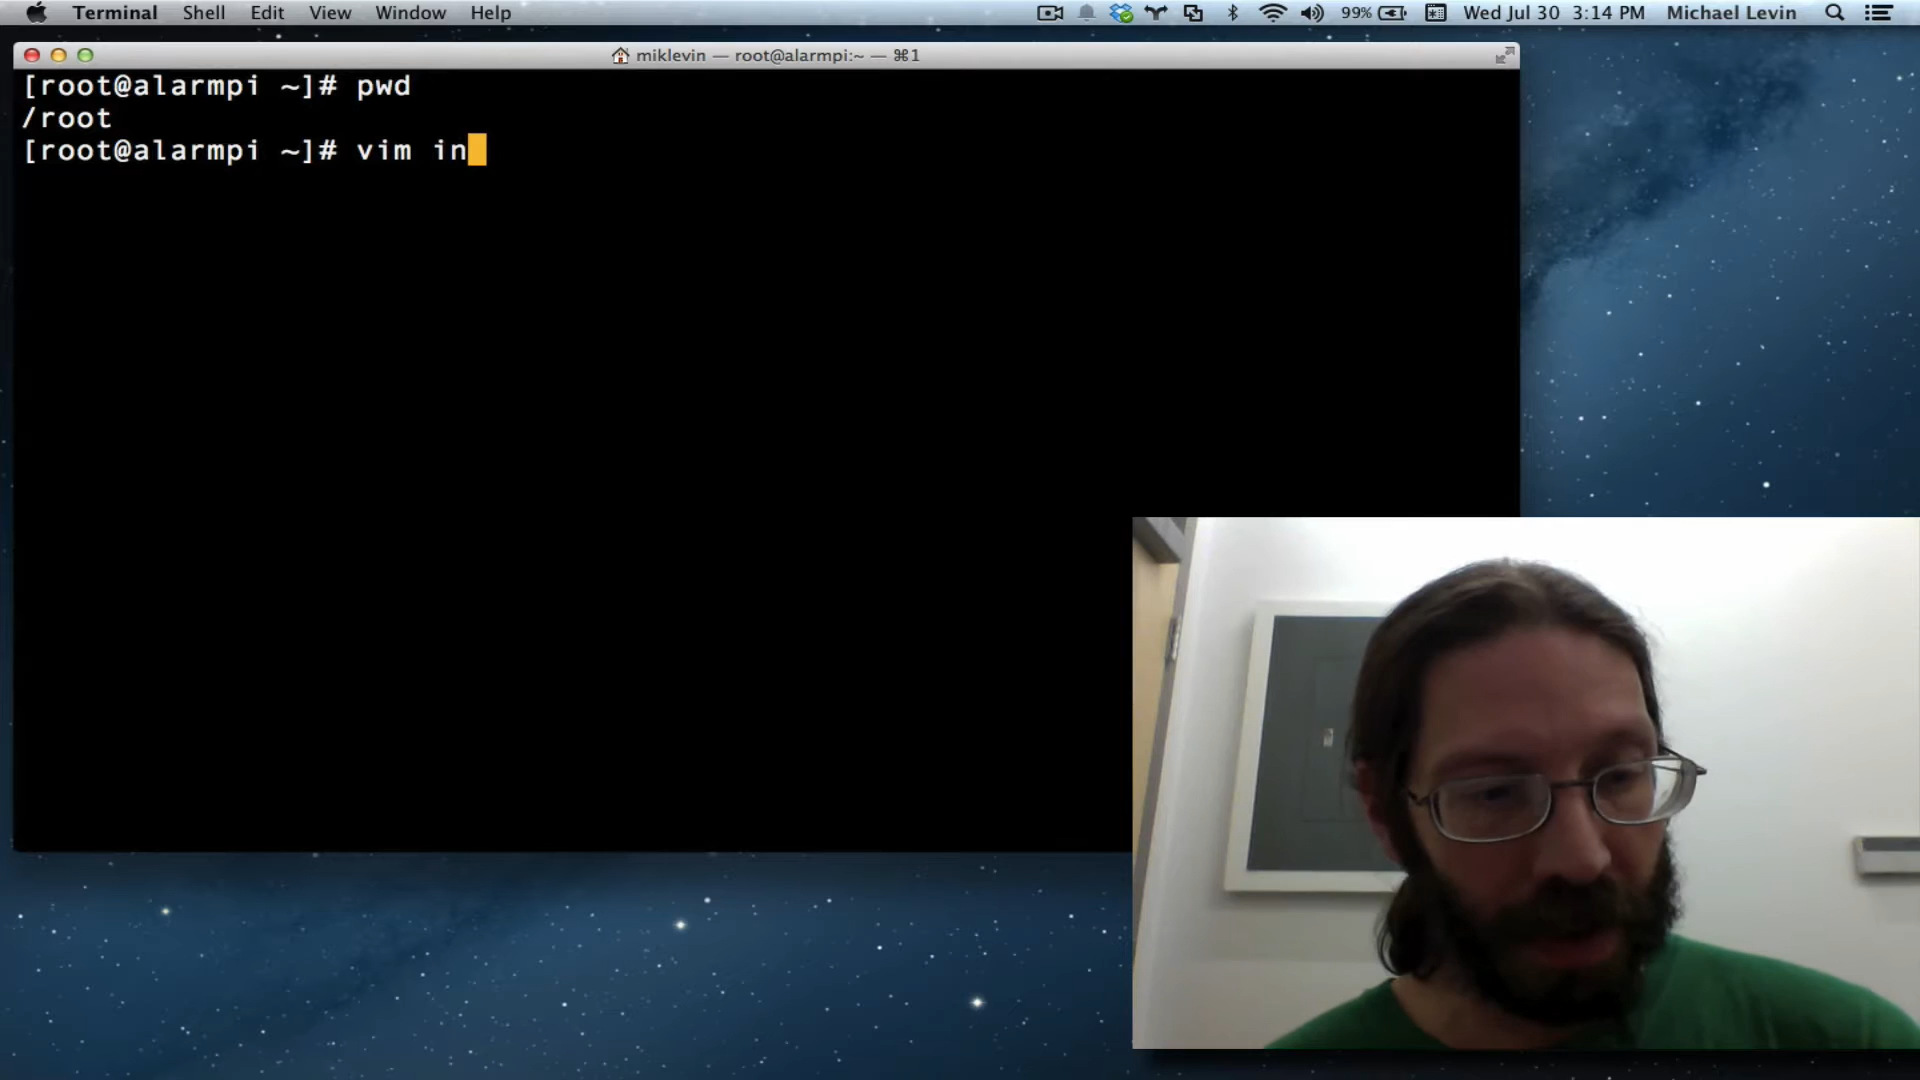 Terminal Shell Edit View Window Help 99% Wed Jul 30 3:14 PM Michael Levin
miklevin — root@alarmpi:~ — ⌘1
[root@alarmpi ~]# pwd
/root
[root@alarmpi ~]# vim in